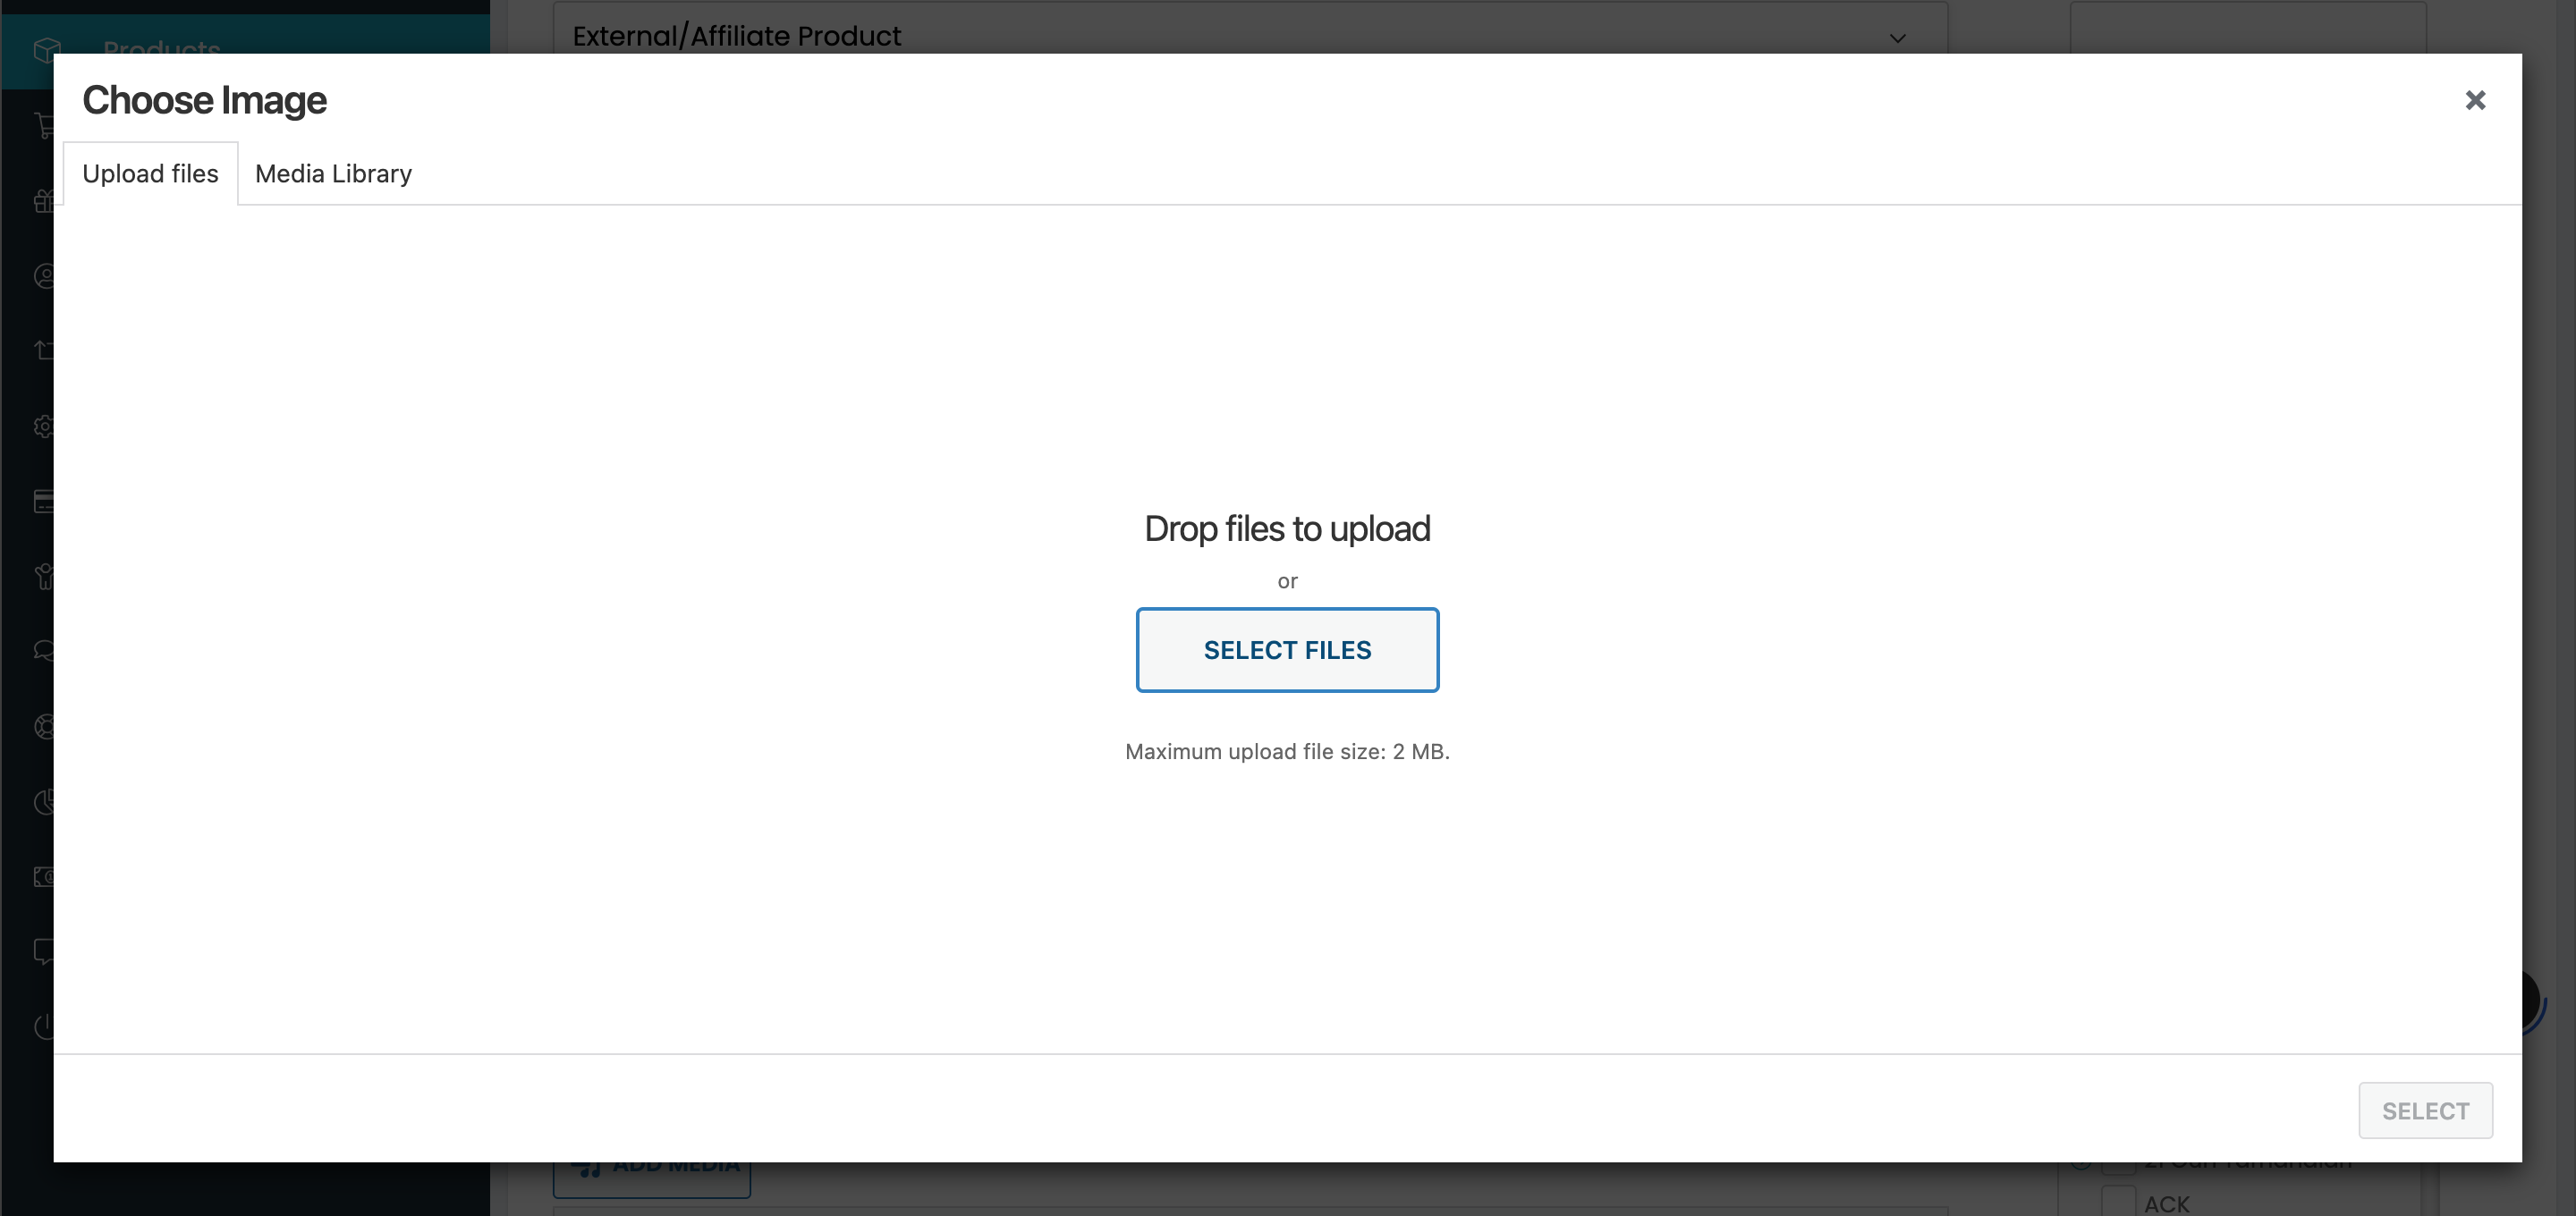 Products
External/Affiliate Product
Choose Image
Upload files
Media Library
Drop files to upload
or
SELECT FILES
Maximum upload file size: 2 MB.
SELECT
ADD MEDIA
ACK